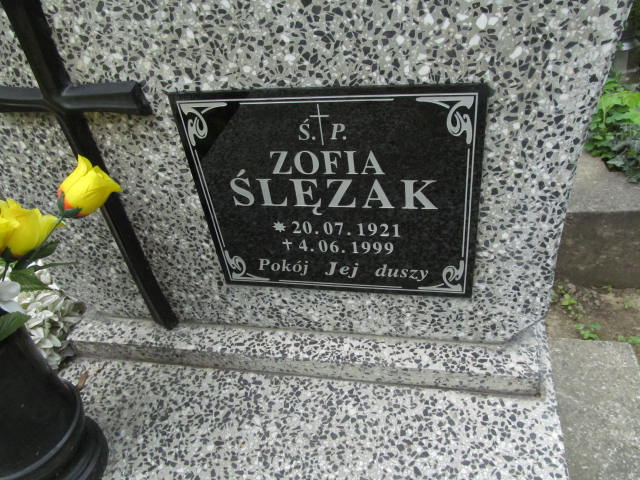 Ś. P.
ZOFIA
ŚLĘZAK
* 20.07.1921
† 4.06.1999
Pokój Jej duszy